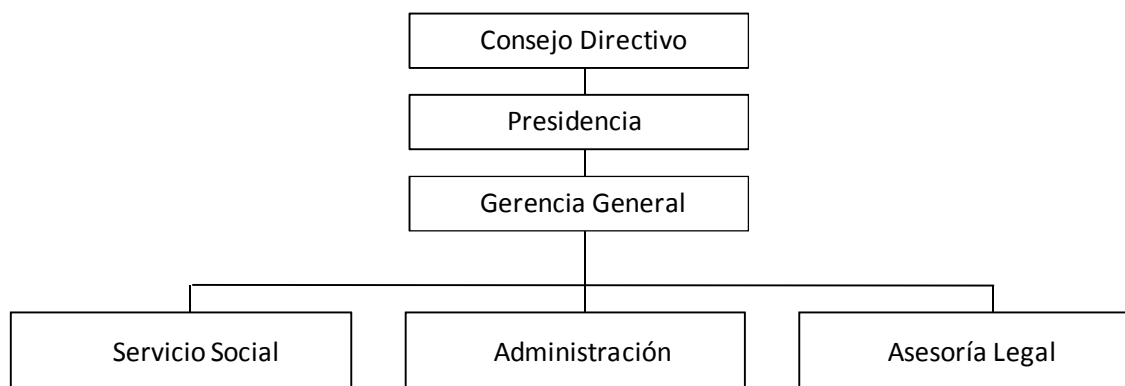 Consejo Directivo
Presidencia
Gerencia General
Servicio Social
Administración
Asesoría Legal